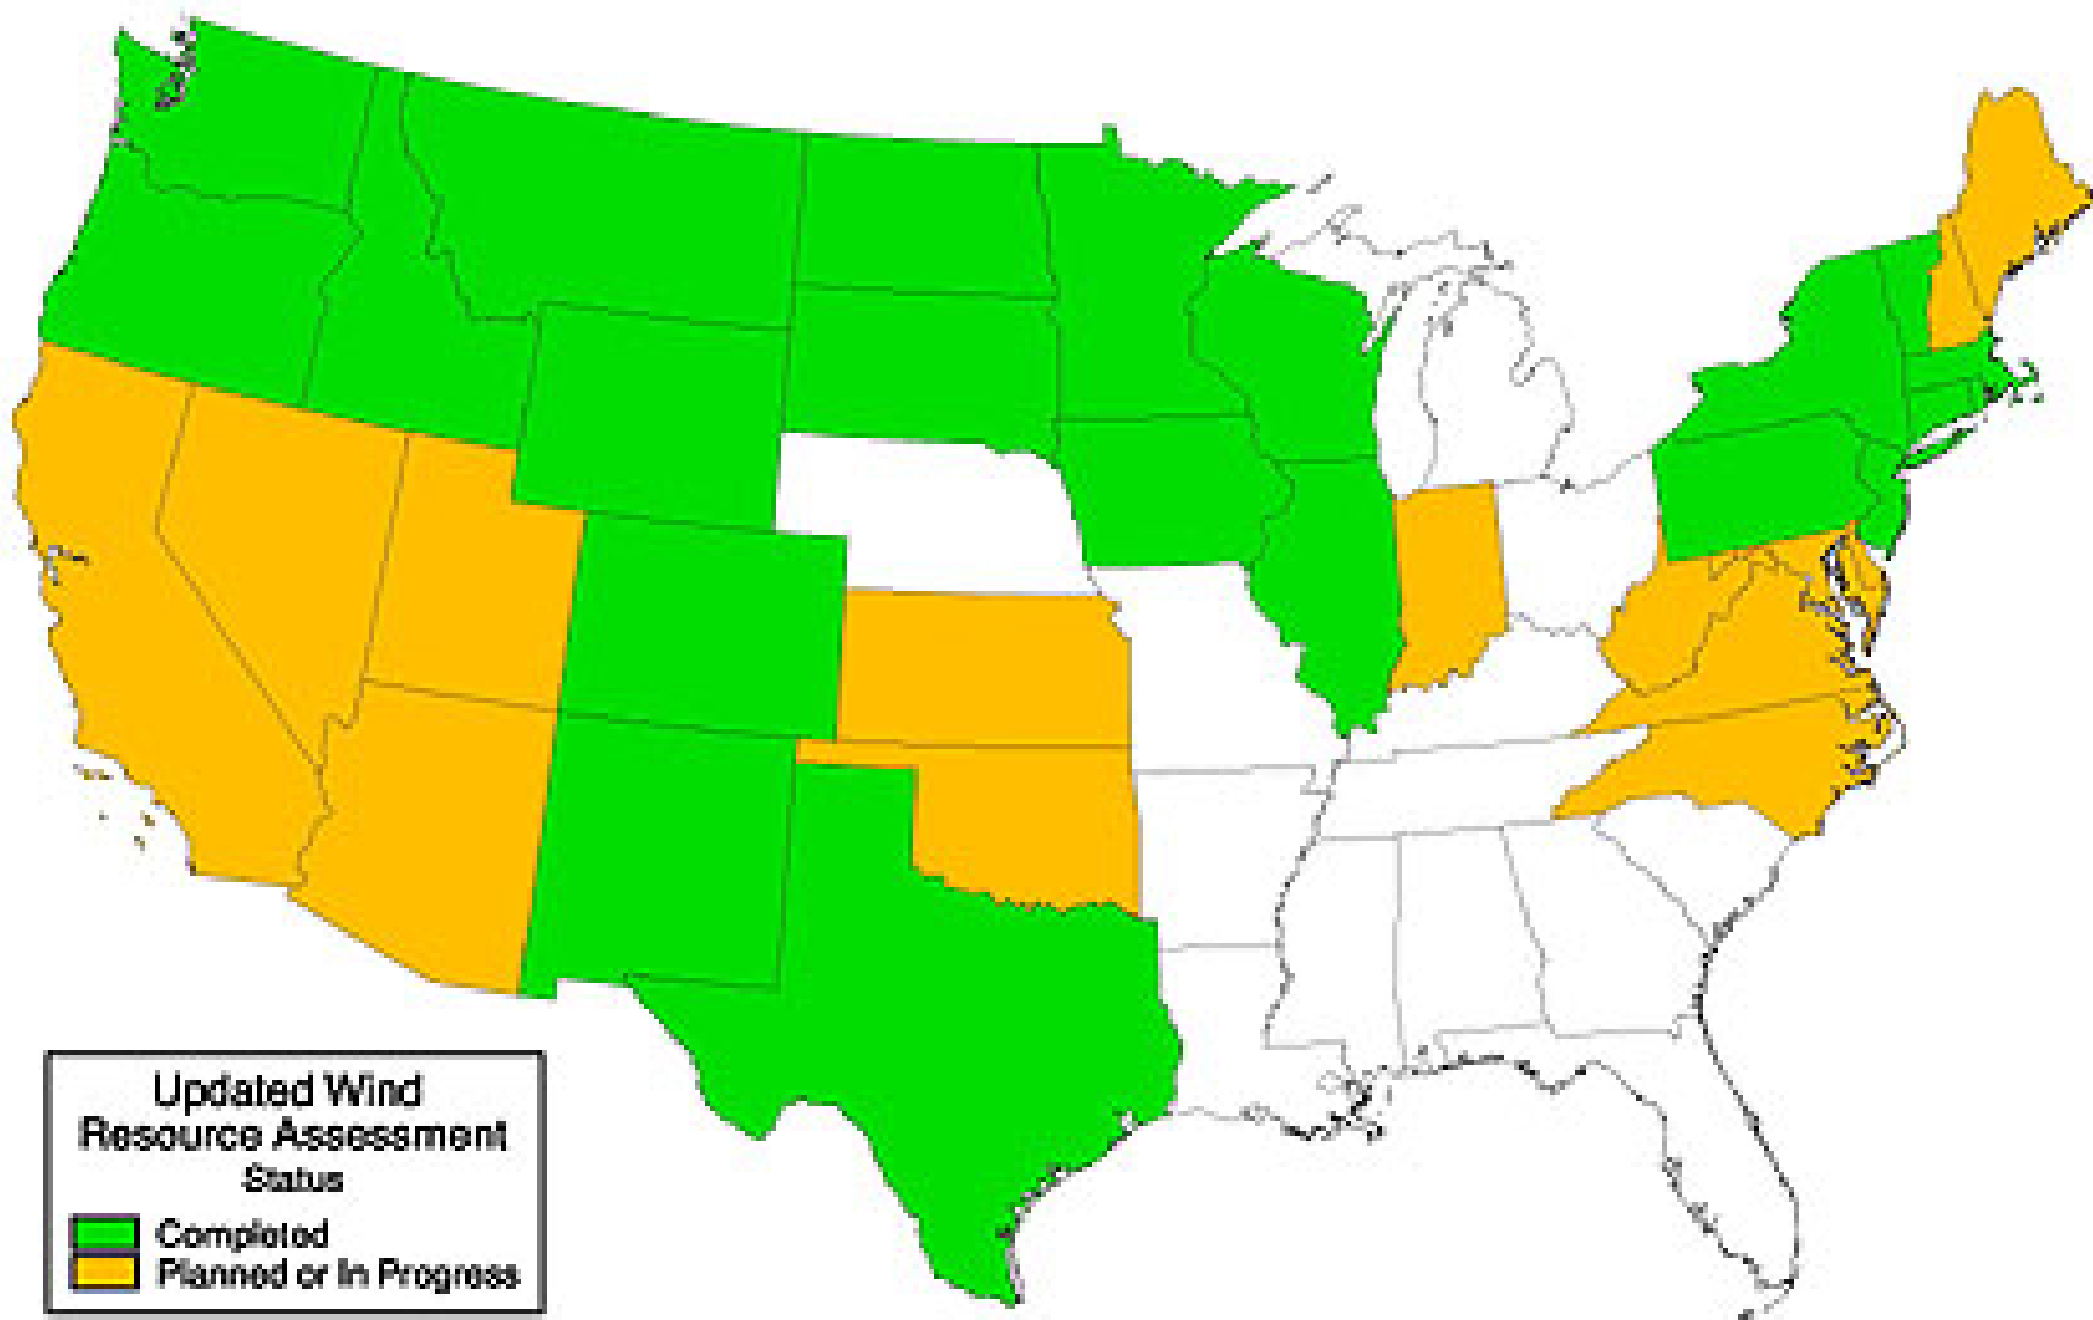 Updated Wind
Resource Assessment
Status
Completed
Planned or In Progress